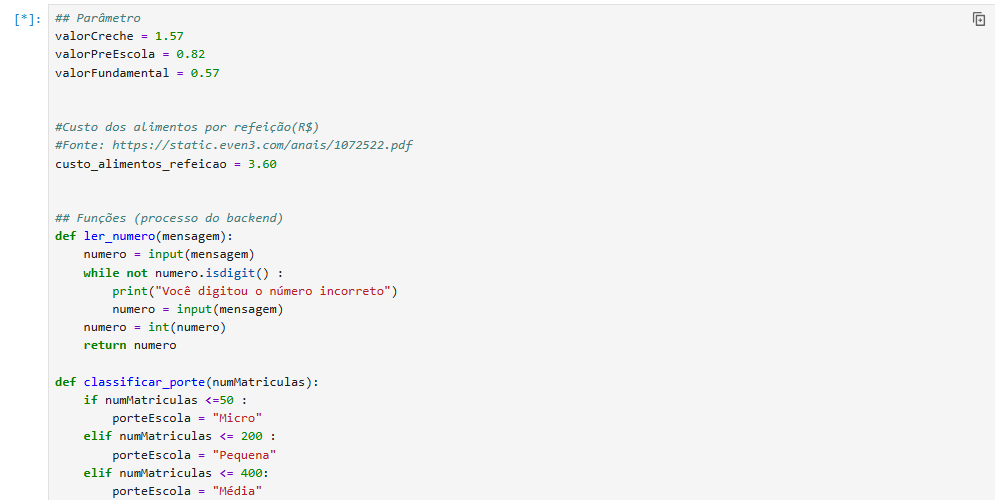 [*]:
## Parâmetro
valorCreche = 1.57
valorPreEscola = 0.82
valorFundamental = 0.57
#Custo dos alimentos por refeição(R$)
#Fonte: https://static.even3.com/anais/1072522.pdf
custo_alimentos_refeicao = 3.60
## Funções (processo do backend)
def ler_numero(mensagem):
    numero = input(mensagem)
    while not numero.isdigit() :
        print("Você digitou o número incorreto")
        numero = input(mensagem)
    numero = int(numero)
    return numero
def classificar_porte(numMatriculas):
    if numMatriculas <=50 :
        porteEscola = "Micro"
    elif numMatriculas <= 200 :
        porteEscola = "Pequena"
    elif numMatriculas <= 400:
        porteEscola = "Média"